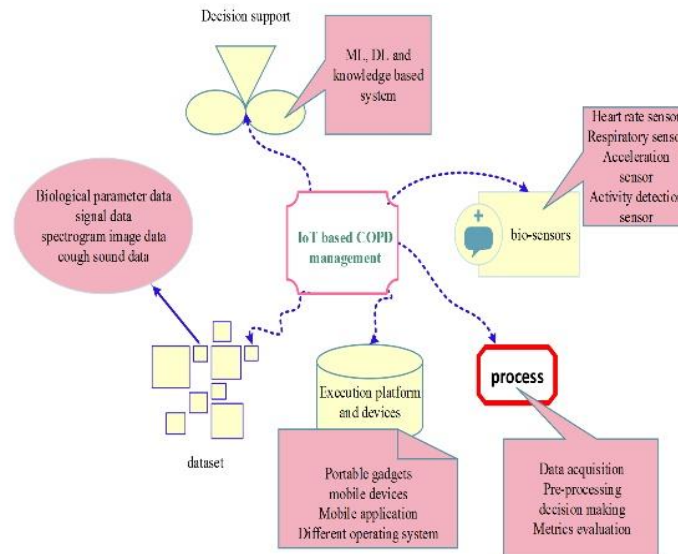 Decision support
ML, DL and
knowledge based
system
Heart rate sensor
Respiratory sensor
Acceleration
sensor
Activity detection
sensor
bio-sensors
Biological parameter data
signal data
spectrogram image data
cough sound data
IoT based COPD
management
dataset
Execution platform
and devices
Portable gadgets
mobile devices
Mobile application
Different operating system
process
Data acquisition
Pre-processing
decision making
Metrics evaluation